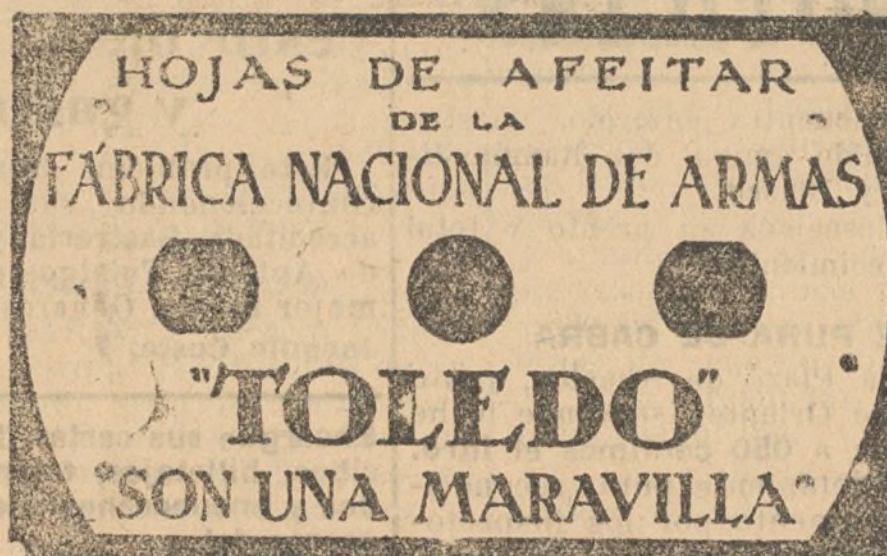 HOJAS DE AFEITAR
DE LA
FÁBRICA NACIONAL DE ARMAS
"TOLEDO"
"SON UNA MARAVILLA"